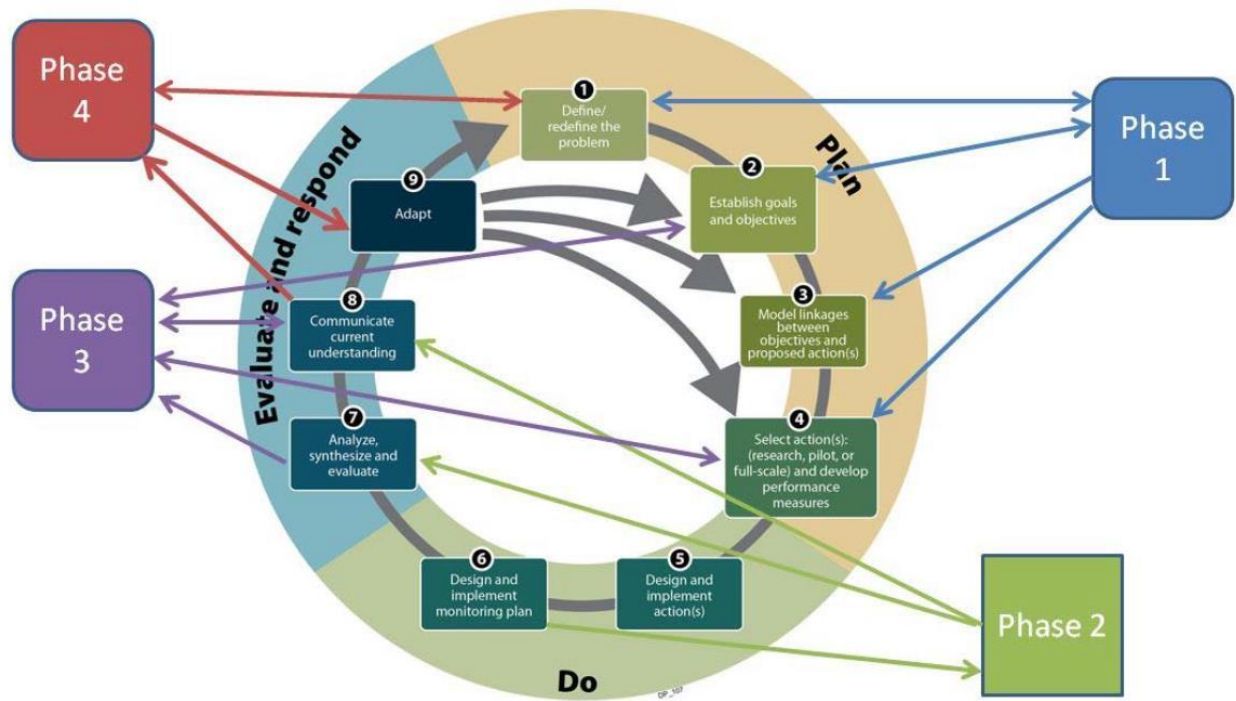 Phase
4
Phase
1
Phase
3
Phase 2
Plan
Do
Evaluate and respond
1
Define/
redefine the
problem
2
Establish goals
and objectives
3
Model linkages
between
objectives and
proposed action(s)
4
Select action(s):
(research, pilot, or
full-scale) and develop
performance
measures
5
Design and
implement
action(s)
6
Design and
implement
monitoring plan
7
Analyze,
synthesize and
evaluate
8
Communicate
current
understanding
9
Adapt
DP_107